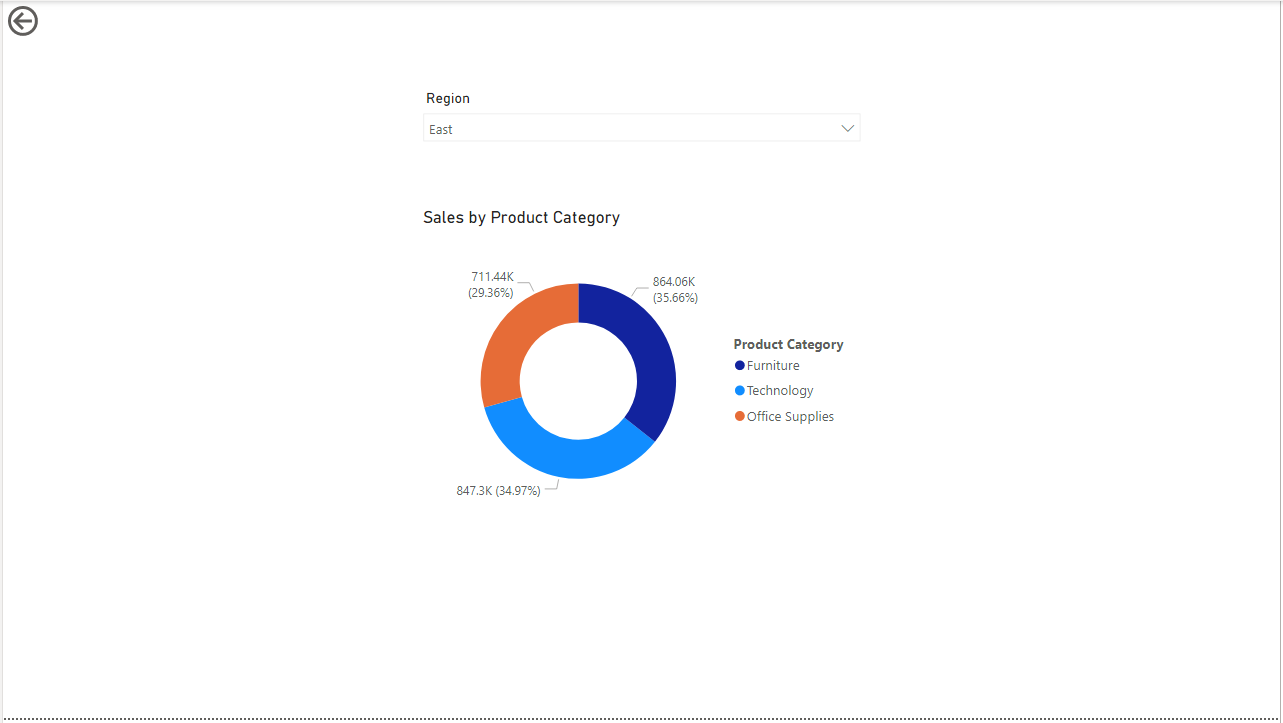 Region
East
Sales by Product Category
711.44K
(29.36%)
864.06K
(35.66%)
847.3K (34.97%)
Product Category
Furniture
Technology
Office Supplies